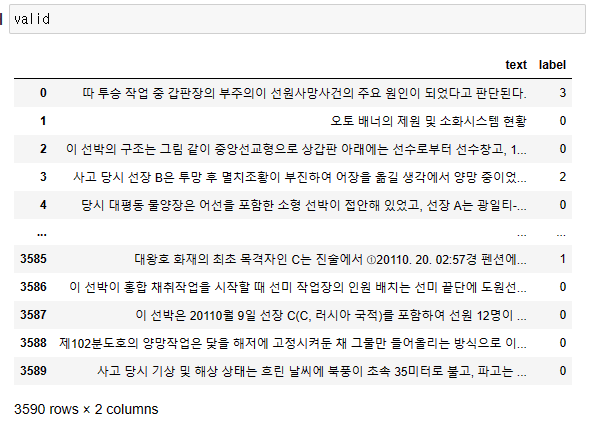 valid
text label
0 따 투승 작업 중 갑판장의 부주의이 선원사망사건의 주요 원인이 되었다고 판단된다. 3
1 오토 배너의 제원 및 소화시스템 현황 0
2 이 선박의 구조는 그림 같이 중앙선교형으로 상갑판 아래에는 선수로부터 선수창고, 1... 0
3 사고 당시 선장 B은 투망 후 멸치조황이 부진하여 어장을 옮길 생각에서 양망 중이었... 2
4 당시 대평동 물양장은 어선을 포함한 소형 선박이 접안해 있었고, 선장 A는 광일티-... 0
... ... ...
3585 대왕호 화재의 최초 목격자인 C는 진술에서 ①20110. 20. 02:57경 펜션에... 1
3586 이 선박이 홍합 채취작업을 시작할 때 선미 작업장의 인원 배치는 선미 끝단에 도원선... 0
3587 이 선박은 20110월 9일 선장 C(C, 러시아 국적)를 포함하여 선원 12명이 ... 0
3588 제102분도호의 양망작업은 닻을 해저에 고정시켜둔 채 그물만 들어올리는 방식으로 이... 0
3589 사고 당시 기상 및 해상 상태는 흐린 날씨에 북풍이 초속 35미터로 불고, 파고는 ... 0
3590 rows × 2 columns